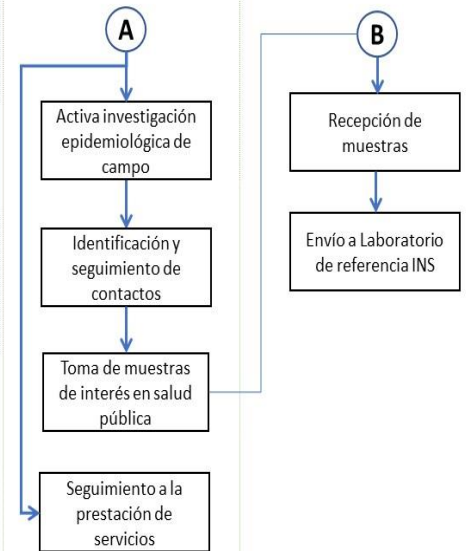 A
Activa investigación
epidemiológica de
campo
Identificación y
seguimiento de
contactos
Toma de muestras
de interés en salud
pública
Seguimiento a la
prestación de
servicios
B
Recepción de
muestras
Envío a Laboratorio
de referencia INS